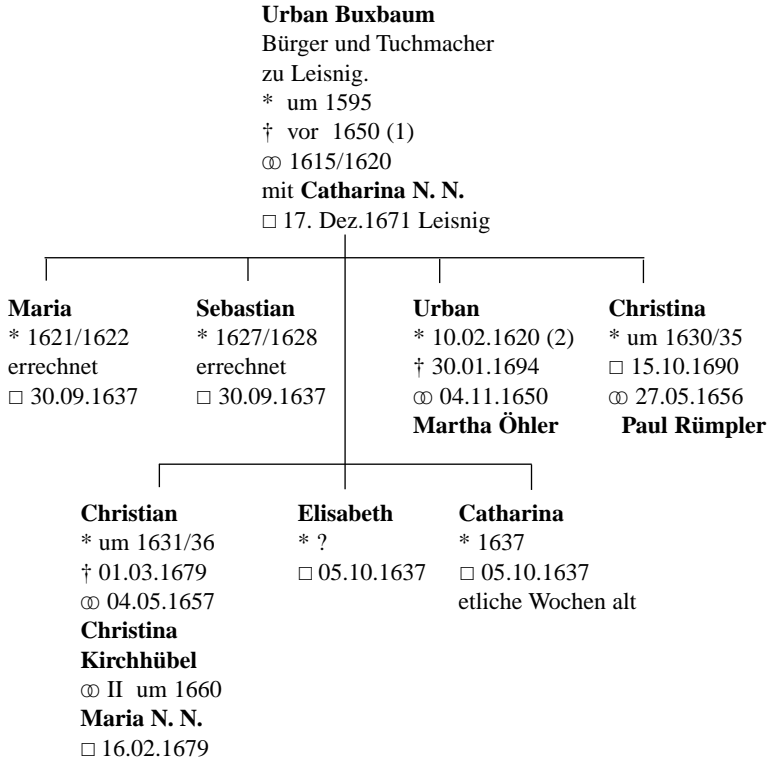 Urban Buxbaum
Bürger und Tuchmacher
zu Leisnig.
* um 1595
† vor 1650 (1)
⚭ 1615/1620
mit Catharina N. N.
□ 17. Dez.1671 Leisnig
Maria
* 1621/1622
errechnet
□ 30.09.1637
Sebastian
* 1627/1628
errechnet
□ 30.09.1637
Urban
* 10.02.1620 (2)
† 30.01.1694
⚭ 04.11.1650
Martha Öhler
Christina
* um 1630/35
□ 15.10.1690
⚭ 27.05.1656
Paul Rümpler
Christian
* um 1631/36
† 01.03.1679
⚭ 04.05.1657
Christina
Kirchhübel
⚭ II um 1660
Maria N. N.
□ 16.02.1679
Elisabeth
* ?
□ 05.10.1637
Catharina
* 1637
□ 05.10.1637
etliche Wochen alt